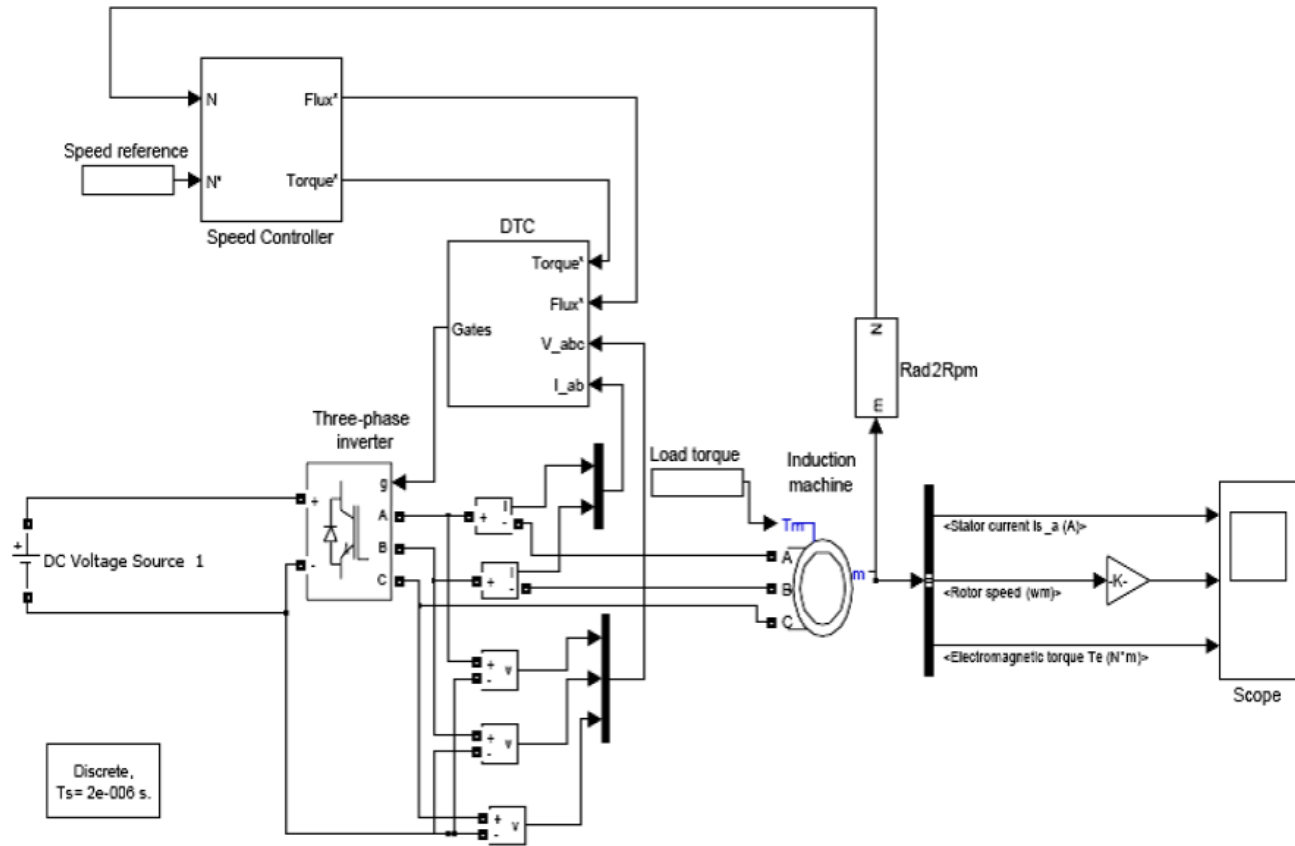 N
Flux*
Speed reference
N*
Torque*
Speed Controller
DTC
Torque*
Flux*
Gates
V_abc
I_ab
N
Rad2Rpm
m
Three-phase
inverter
Load torque
Induction
machine
g
+
A
I
+
-
Tm
<Stator current Is_a (A)>
+
DC Voltage Source 1
B
A
-
I
+
-
B
m
-K-
C
<Rotor speed (wm)>
C
<Electromagnetic torque Te (N*m)>
+
v
-
Scope
+
v
-
Discrete,
Ts= 2e-006 s.
+
v
-